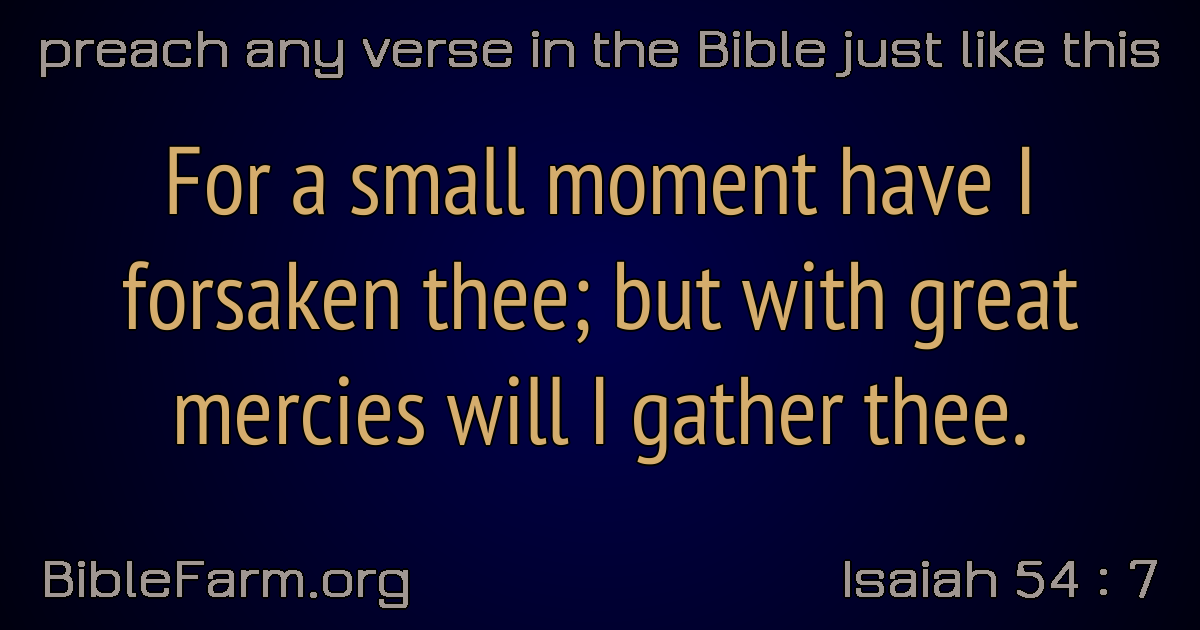 preach any verse in the Bible just like this
For a small moment have I
forsaken thee; but with great
mercies will I gather thee.
BibleFarm.org
Isaiah 54 : 7